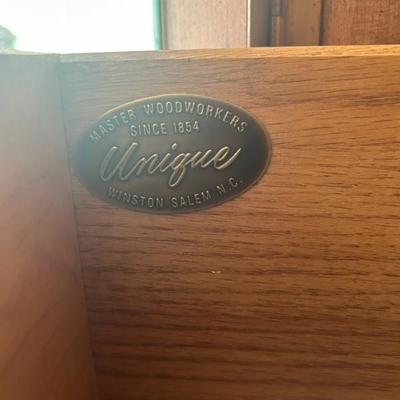 MASTER WOODWORKERS
SINCE 1854
Unique
WINSTON SALEM N.C.